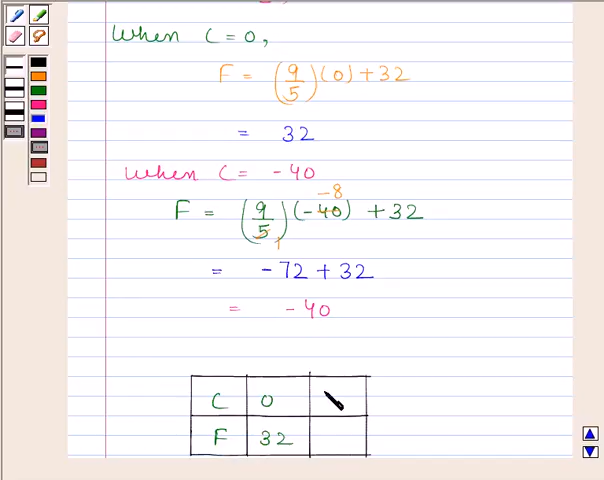 When C = 0,
F = (9/5)(0) + 32
= 32
When C = -40
F = (9/5)(-40) + 32
-8
1
= -72 + 32
= -40
C 0
F 32